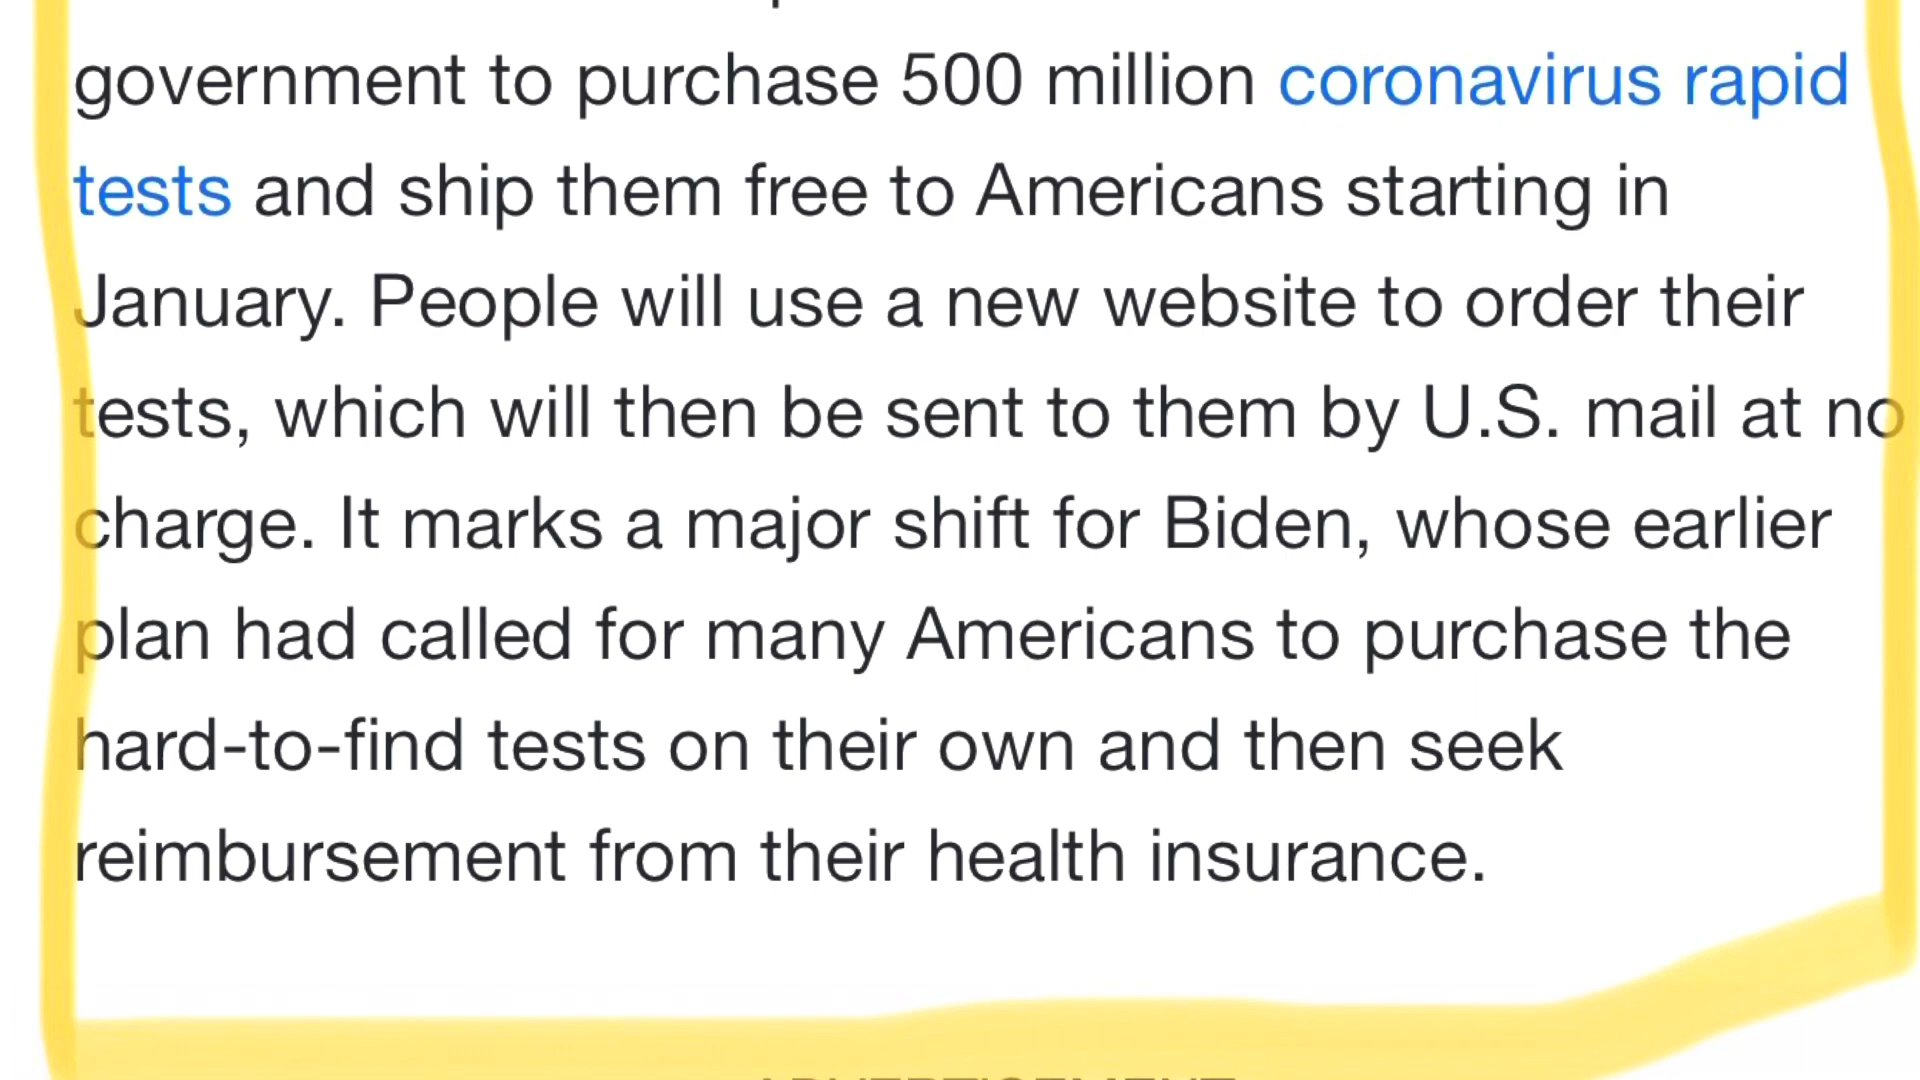 government to purchase 500 million coronavirus rapid
tests and ship them free to Americans starting in
January. People will use a new website to order their
tests, which will then be sent to them by U.S. mail at no
charge. It marks a major shift for Biden, whose earlier
plan had called for many Americans to purchase the
hard-to-find tests on their own and then seek
reimbursement from their health insurance.
ADVERTISEMENT